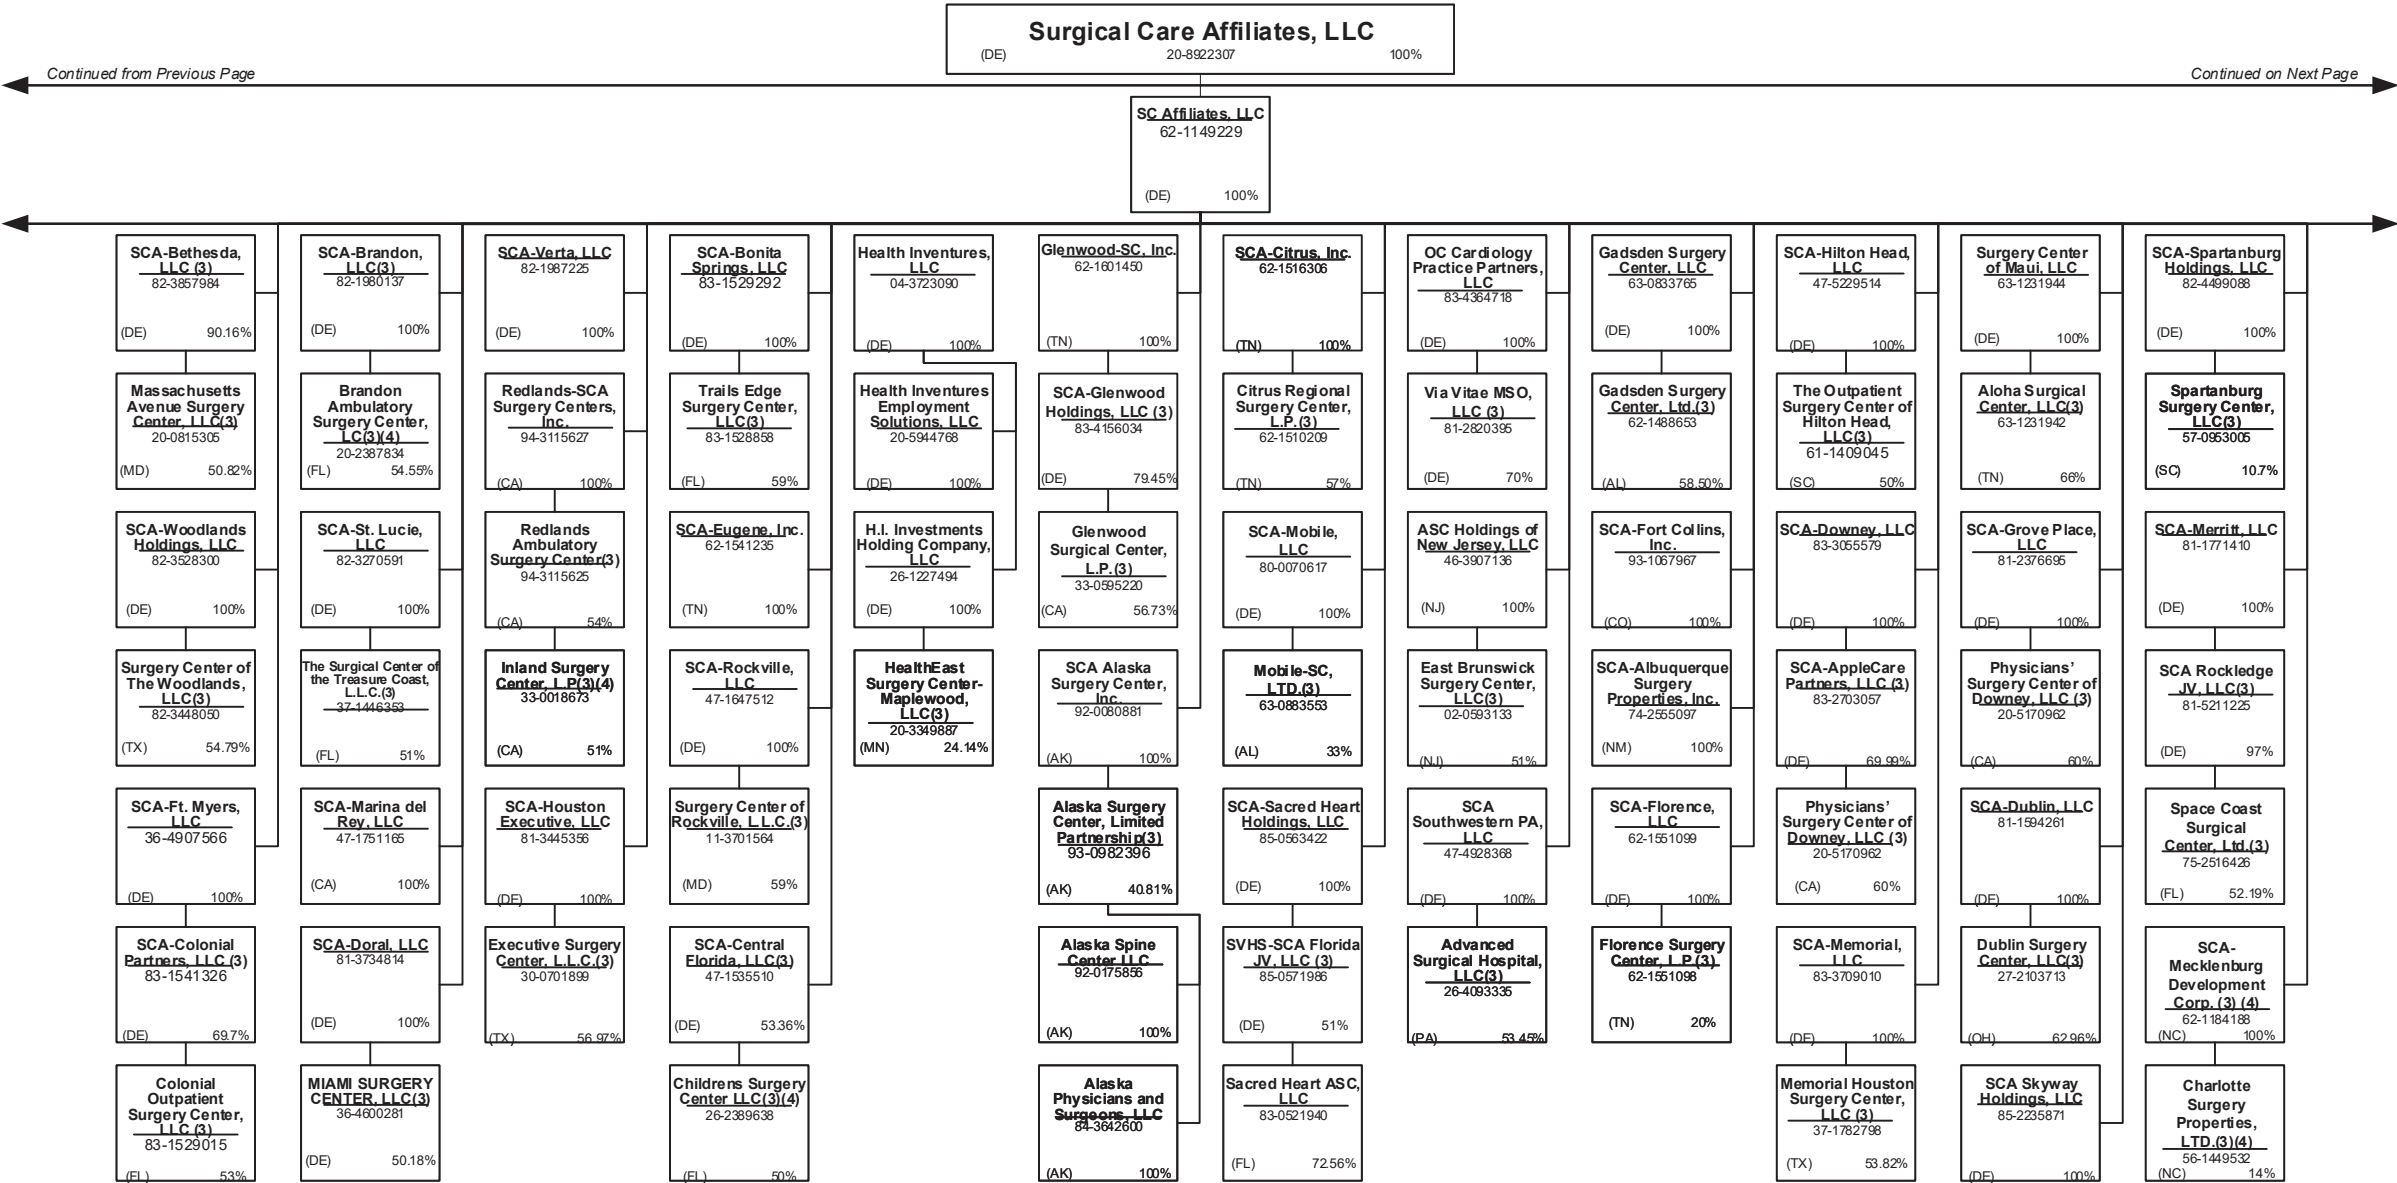 Surgical Care Affiliates, LLC
(DE) 20-8922307 100%
Continued from Previous Page
Continued on Next Page
SC Affiliates, LLC
62-1149229
(DE) 100%
SCA-Bethesda,
LLC (3)
82-3857984
(DE) 90.16%
Massachusetts
Avenue Surgery
Center, LLC(3)
20-0815305
(MD) 50.82%
SCA-Woodlands
Holdings, LLC
82-3528300
(DE) 100%
Surgery Center of
The Woodlands,
LLC(3)
82-3448050
(TX) 54.79%
SCA-Ft. Myers,
LLC
36-4907566
(DE) 100%
SCA-Colonial
Partners, LLC (3)
83-1541326
(DE) 69.7%
Colonial
Outpatient
Surgery Center,
LLC (3)
83-1529015
(FL) 53%
SCA-Brandon,
LLC(3)
82-1980137
(DE) 100%
Brandon
Ambulatory
Surgery Center,
LC(3)(4)
20-2387834
(FL) 54.55%
SCA-St. Lucie,
LLC
82-3270591
(DE) 100%
The Surgical Center of
the Treasure Coast,
L.L.C.(3)
37-1446353
(FL) 51%
SCA-Marina del
Rey, LLC
47-1751165
(CA) 100%
SCA-Doral, LLC
81-3734814
(DE) 100%
MIAMI SURGERY
CENTER, LLC(3)
36-4600281
(DE) 50.18%
SCA-Verta, LLC
82-1987225
(DE) 100%
Redlands-SCA
Surgery Centers,
Inc.
94-3115627
(CA) 100%
Redlands
Ambulatory
Surgery Center(3)
94-3115625
(CA) 54%
Inland Surgery
Center, L.P(3)(4)
33-0018673
(CA) 51%
SCA-Houston
Executive, LLC
81-3445356
(DE) 100%
Executive Surgery
Center, L.L.C.(3)
30-0701899
(TX) 56.97%
SCA-Bonita
Springs, LLC
83-1529292
(DE) 100%
Trails Edge
Surgery Center,
LLC(3)
83-1528858
(FL) 59%
SCA-Eugene, Inc.
62-1541235
(TN) 100%
SCA-Rockville,
LLC
47-1647512
(DE) 100%
Surgery Center of
Rockville, L.L.C.(3)
11-3701564
(MD) 59%
SCA-Central
Florida, LLC(3)
47-1535510
(DE) 53.36%
Childrens Surgery
Center LLC(3)(4)
26-2389638
(FL) 50%
Health Inventures,
LLC
04-3723090
(DE) 100%
Health Inventures
Employment
Solutions, LLC
20-5944768
(DE) 100%
H.I. Investments
Holding Company,
LLC
26-1227494
(DE) 100%
HealthEast
Surgery Center-
Maplewood,
LLC(3)
20-3349887
(MN) 24.14%
Glenwood-SC, Inc.
62-1601450
(TN) 100%
SCA-Glenwood
Holdings, LLC (3)
83-4156034
(DE) 79.45%
Glenwood
Surgical Center,
L.P.(3)
33-0595220
(CA) 56.73%
SCA Alaska
Surgery Center,
Inc.
92-0080881
(AK) 100%
Alaska Surgery
Center, Limited
Partnership(3)
93-0982396
(AK) 40.81%
Alaska Spine
Center LLC
92-0175856
(AK) 100%
Alaska
Physicians and
Surgeons, LLC
84-3642600
(AK) 100%
SCA-Citrus, Inc.
62-1516306
(TN) 100%
Citrus Regional
Surgery Center,
L.P.(3)
62-1510209
(TN) 57%
SCA-Mobile,
LLC
80-0070617
(DE) 100%
Mobile-SC,
LTD.(3)
63-0883553
(AL) 33%
SCA-Sacred Heart
Holdings, LLC
85-0563422
(DE) 100%
SVHS-SCA Florida
JV, LLC (3)
85-0571986
(DE) 51%
Sacred Heart ASC,
LLC
83-0521940
(FL) 72.56%
OC Cardiology
Practice Partners,
LLC
83-4364718
(DE) 100%
Via Vitae MSO,
LLC (3)
81-2820395
(DE) 70%
ASC Holdings of
New Jersey, LLC
46-3907136
(NJ) 100%
East Brunswick
Surgery Center,
LLC(3)
02-0593133
(NJ) 51%
SCA
Southwestern PA,
LLC
47-4928368
(DE) 100%
Advanced
Surgical Hospital,
LLC(3)
26-4093335
(PA) 53.45%
Gadsden Surgery
Center, LLC
63-0833765
(DE) 100%
Gadsden Surgery
Center, Ltd.(3)
62-1488653
(AL) 58.50%
SCA-Fort Collins,
Inc.
93-1067967
(CO) 100%
SCA-Albuquerque
Surgery
Properties, Inc.
74-2555097
(NM) 100%
SCA-Florence,
LLC
62-1551099
(DE) 100%
Florence Surgery
Center, L.P.(3)
62-1551098
(TN) 20%
SCA-Hilton Head,
LLC
47-5229514
(DE) 100%
The Outpatient
Surgery Center of
Hilton Head,
LLC(3)
61-1409045
(SC) 50%
SCA-Downey, LLC
83-3055579
(DE) 100%
SCA-AppleCare
Partners, LLC (3)
83-2703057
(DE) 69.99%
Physicians'
Surgery Center of
Downey, LLC (3)
20-5170962
(CA) 60%
SCA-Memorial,
LLC
83-3709010
(DE) 100%
Memorial Houston
Surgery Center,
LLC (3)
37-1782798
(TX) 53.82%
Surgery Center
of Maui, LLC
63-1231944
(DE) 100%
Aloha Surgical
Center, LLC(3)
63-1231942
(TN) 66%
SCA-Grove Place,
LLC
81-2376695
(DE) 100%
Physicians'
Surgery Center of
Downey, LLC (3)
20-5170962
(CA) 60%
SCA-Dublin, LLC
81-1594261
(DE) 100%
Dublin Surgery
Center, LLC(3)
27-2103713
(OH) 62.96%
SCA Skyway
Holdings, LLC
85-2235871
(DE) 100%
SCA-Spartanburg
Holdings, LLC
82-4499088
(DE) 100%
Spartanburg
Surgery Center,
LLC(3)
57-0953005
(SC) 10.7%
SCA-Merritt, LLC
81-1771410
(DE) 100%
SCA Rockledge
JV, LLC(3)
81-5211225
(DE) 97%
Space Coast
Surgical
Center, Ltd.(3)
75-2516426
(FL) 52.19%
SCA-
Mecklenburg
Development
Corp. (3) (4)
62-1184188
(NC) 100%
Charlotte
Surgery
Properties,
LTD.(3)(4)
56-1449532
(NC) 14%